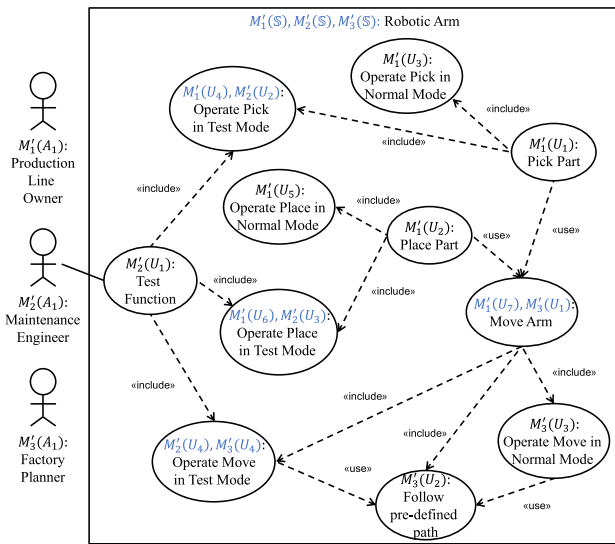 M′₁(𝕊), M′₂(𝕊), M′₃(𝕊): Robotic Arm
M′₁(A₁):
Production
Line
Owner
M′₂(A₁):
Maintenance
Engineer
M′₃(A₁):
Factory
Planner
M′₁(U₄), M′₂(U₂):
Operate Pick
in Test Mode
M′₁(U₃):
Operate Pick in
Normal Mode
«include»
«include»
M′₁(U₁):
Pick Part
«include»
M′₁(U₅):
Operate Place in
Normal Mode
«include»
M′₁(U₂):
Place Part
«use»
«use»
M′₂(U₁):
Test
Function
«include»
«include»
M′₁(U₆), M′₂(U₃):
Operate Place
in Test Mode
M′₁(U₇), M′₃(U₁):
Move Arm
«include»
«include»
«include»
«include»
M′₂(U₄), M′₃(U₄):
Operate Move
in Test Mode
M′₃(U₃):
Operate Move in
Normal Mode
«use»
M′₃(U₂):
Follow
pre-defined
path
«use»